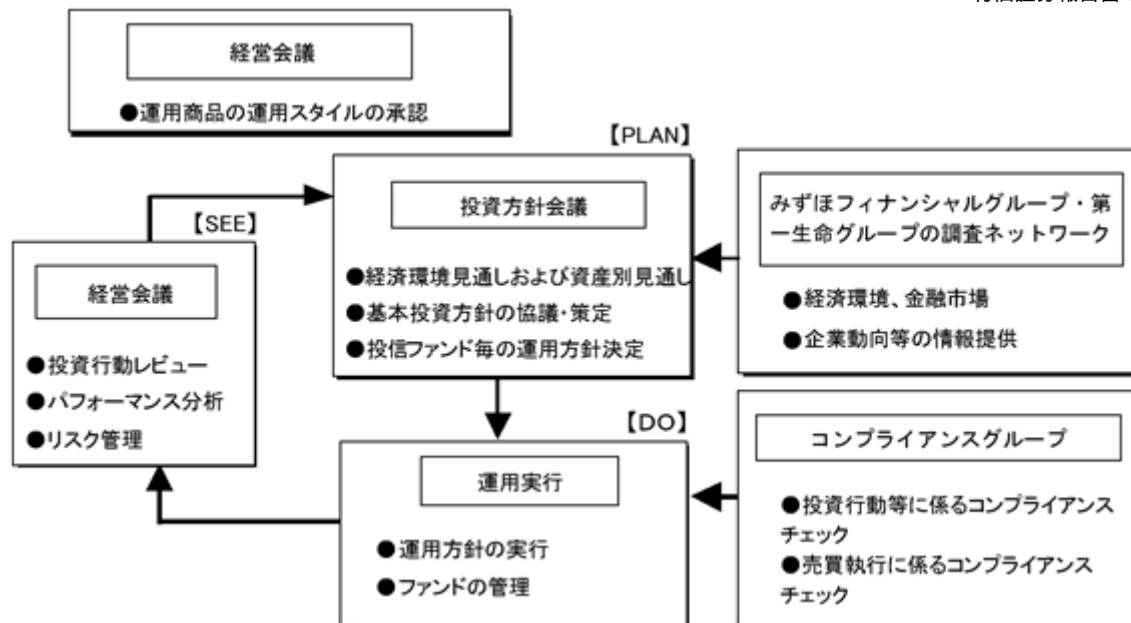 経営会議
●運用商品の運用スタイルの承認
【PLAN】
投資方針会議
●経済環境見通しおよび資産別見通し
●基本投資方針の協議・策定
●投信ファンド毎の運用方針決定
みずほフィナンシャルグループ・第
一生命グループの調査ネットワーク
●経済環境、金融市場
●企業動向等の情報提供
【SEE】
経営会議
●投資行動レビュー
●パフォーマンス分析
●リスク管理
【DO】
運用実行
●運用方針の実行
●ファンドの管理
コンプライアンスグループ
●投資行動等に係るコンプライアンス
チェック
●売買執行に係るコンプライアンス
チェック